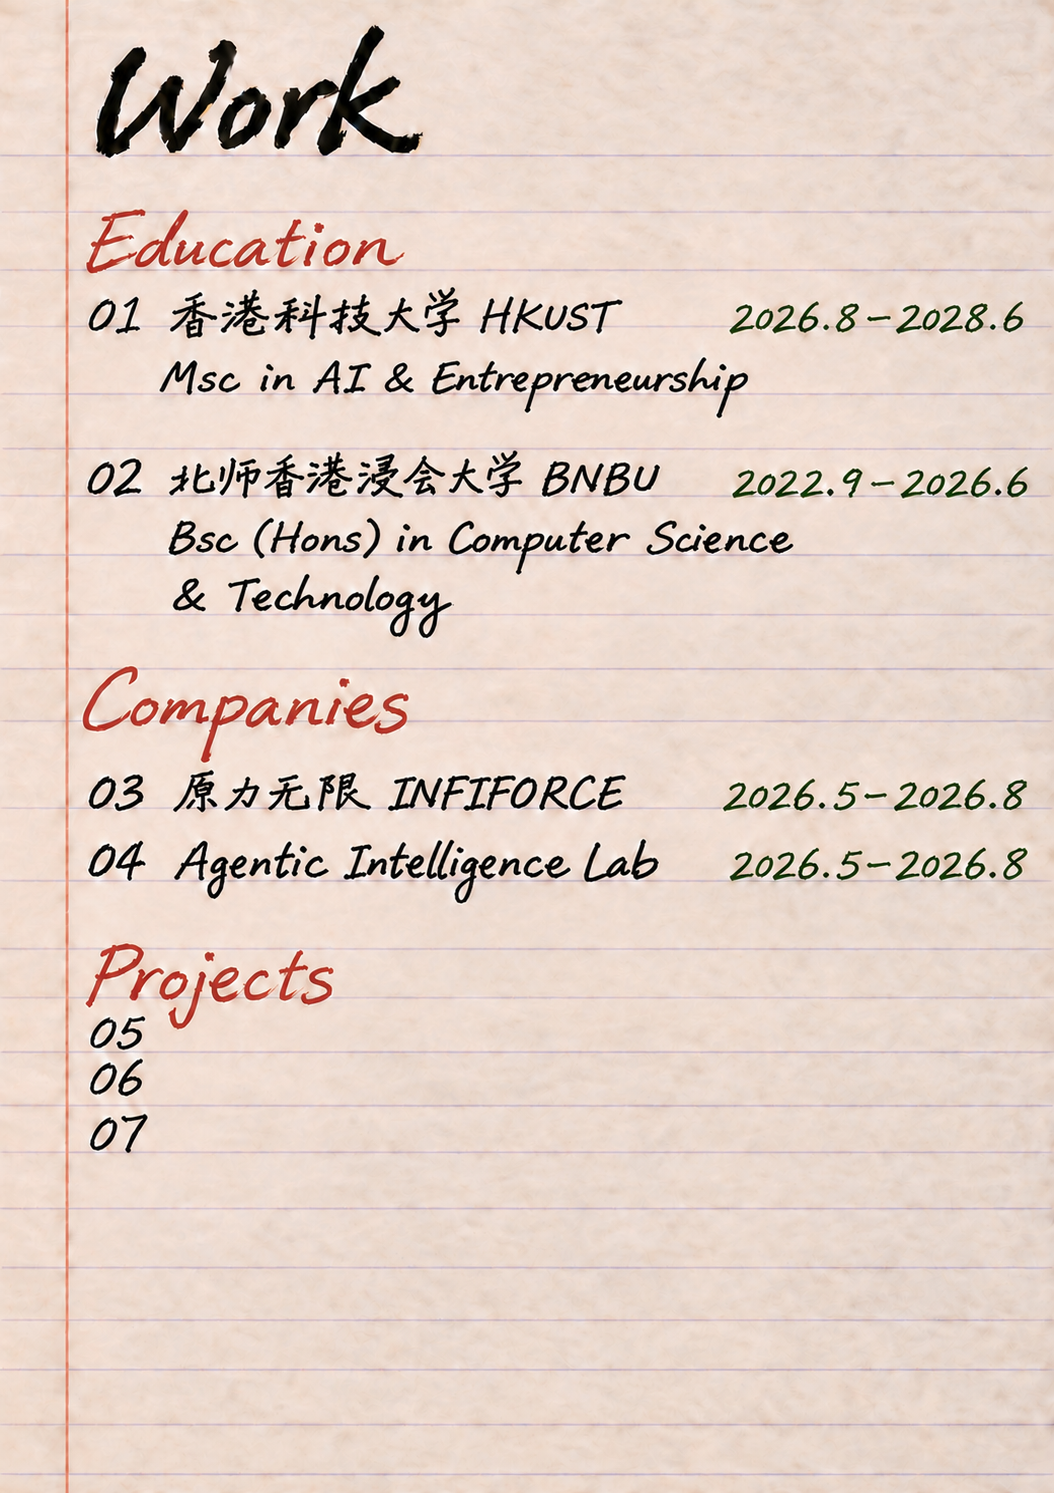 Work
Education
01 香港科技大学 HKUST 2026.8-2028.6
Msc in AI & Entrepreneurship
02 北师香港浸会大学 BNBU 2022.9-2026.6
Bsc (Hons) in Computer Science
& Technology
Companies
03 原力无限 INFIFORCE 2026.5-2026.8
04 Agentic Intelligence Lab 2026.5-2026.8
Projects
05
06
07